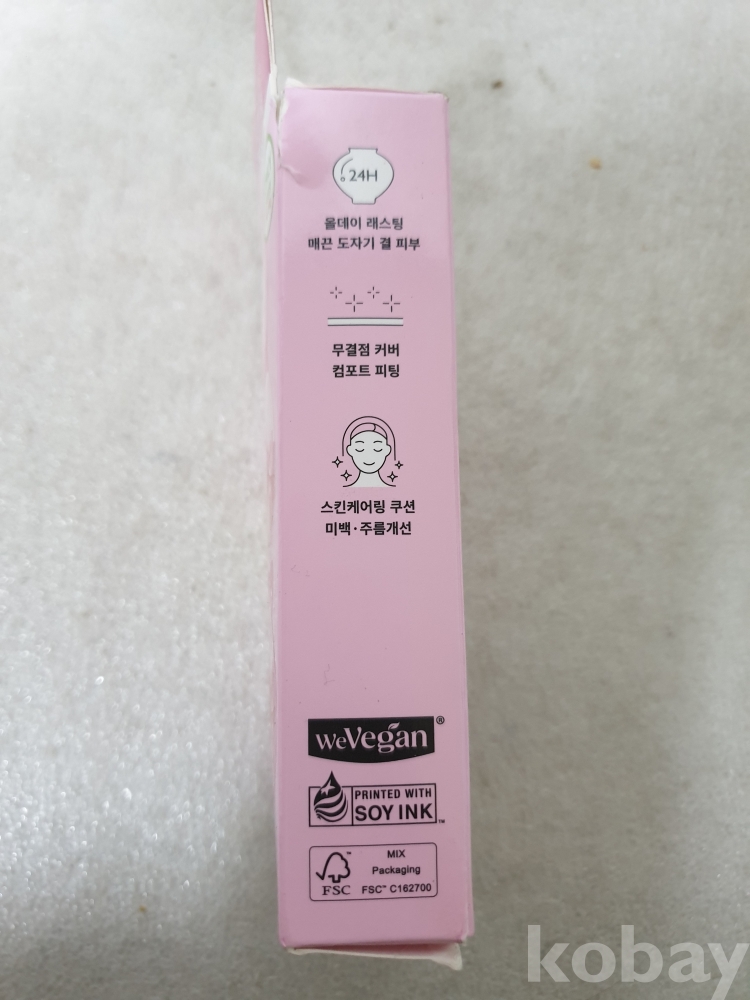 24H
올데이 래스팅
매끈 도자기 결 피부
무결점 커버
컴포트 피팅
스킨케어링 쿠션
미백·주름개선
weVegan®
PRINTED WITH
SOY INK™
MIX
Packaging
FSC™ C162700
FSC
kobay